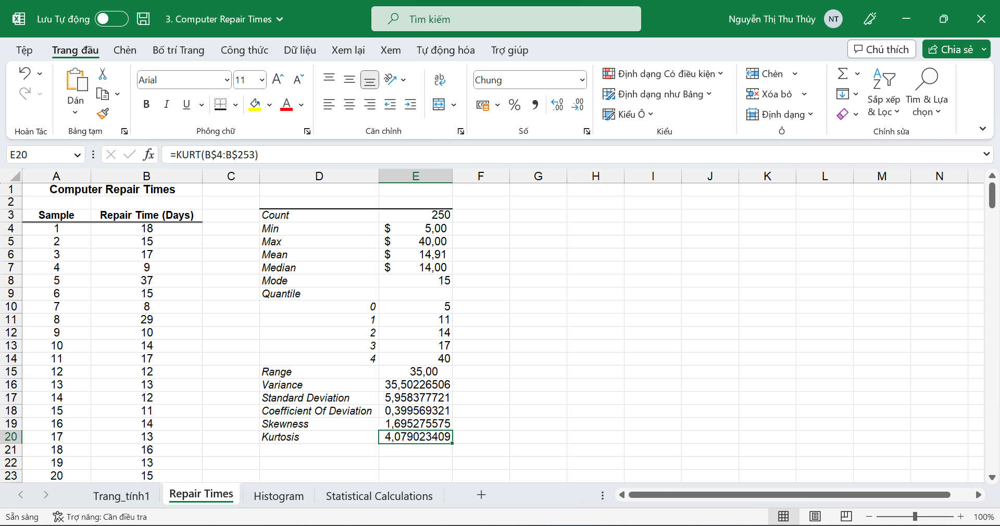 Lưu Tự động
3. Computer Repair Times
Tìm kiếm
Nguyễn Thị Thu Thủy
NT
Tệp Trang đầu Chèn Bố trí Trang Công thức Dữ liệu Xem lại Xem Tự động hóa Trợ giúp
Chú thích Chia sẻ
Hoàn Tác
Dán
Bảng tạm
Arial 11
B I U A
Phông chữ
ab
Căn chỉnh
Chung
%
Số
Định dạng Có điều kiện
Định dạng như Bảng
Kiểu Ô
Kiểu
Chèn
Xóa bỏ
Định dạng
Ô
Sắp xếp & Lọc
Tìm & Lựa chọn
Chỉnh sửa
E20 fx =KURT(B$4:B$253)
A B C D E F G H I J K L M N
1 Computer Repair Times
2
3 Sample Repair Time (Days) Count 250
4 1 18 Min $ 5,00
5 2 15 Max $ 40,00
6 3 17 Mean $ 14,91
7 4 9 Median $ 14,00
8 5 37 Mode 15
9 6 15 Quantile
10 7 8 0 5
11 8 29 1 11
12 9 10 2 14
13 10 14 3 17
14 11 17 4 40
15 12 12 Range 35,00
16 13 13 Variance 35,50226506
17 14 12 Standard Deviation 5,958377721
18 15 11 Coefficient Of Deviation 0,399569321
19 16 14 Skewness 1,695275575
20 17 13 Kurtosis 4,079023409
21 18 16
22 19 13
23 20 15
Trang_tính1 Repair Times Histogram Statistical Calculations
Sẵn sàng Trợ năng: Cần điều tra 100%